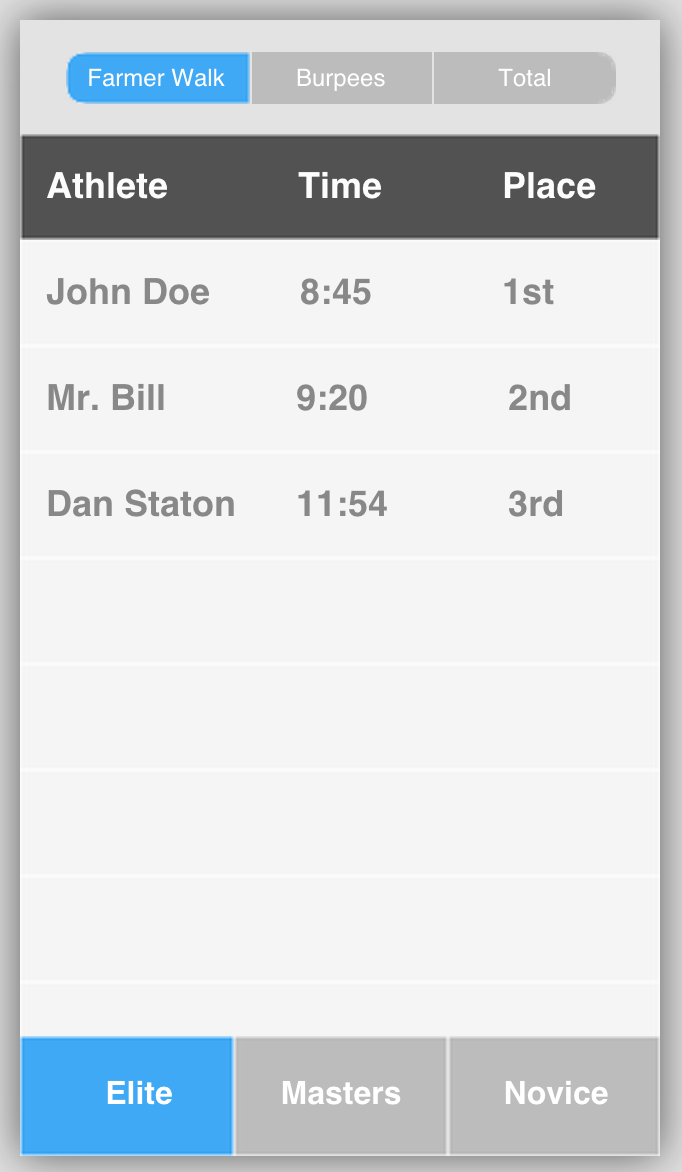 Farmer Walk Burpees Total
Athlete Time Place
John Doe 8:45 1st
Mr. Bill 9:20 2nd
Dan Staton 11:54 3rd
Elite Masters Novice